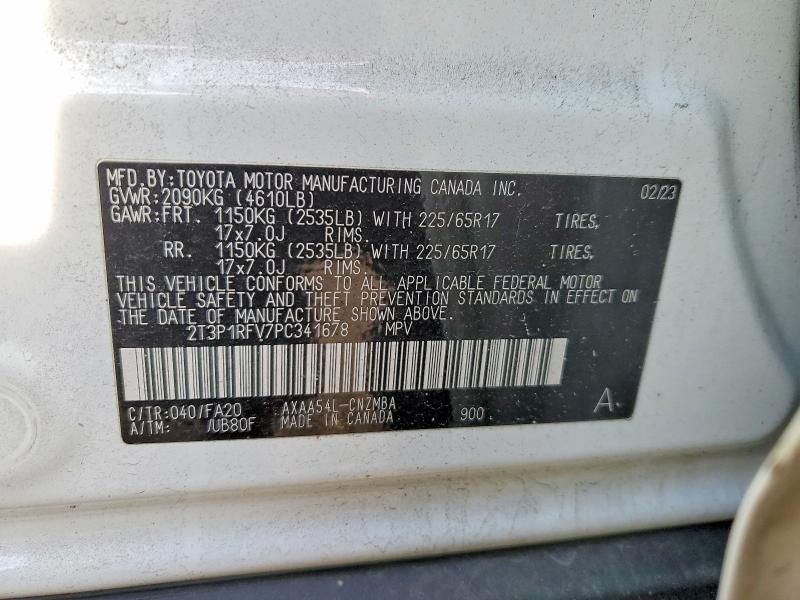 MFD.BY:TOYOTA MOTOR MANUFACTURING CANADA INC. 02/23
GVWR:2090KG (4610LB)
GAWR:FRT. 1150KG (2535LB) WITH 225/65R17 TIRES,
17x7.0J RIMS.
RR. 1150KG (2535LB) WITH 225/65R17 TIRES,
17x7.0J RIMS.
THIS VEHICLE CONFORMS TO ALL APPLICABLE FEDERAL MOTOR
VEHICLE SAFETY AND THEFT PREVENTION STANDARDS IN EFFECT ON
THE DATE OF MANUFACTURE SHOWN ABOVE.
2T3P1RFV7PC341678 MPV
C/TR:040/FA20 AXAA54L-CNZMBA 900 A
A/TM: /UB80F MADE IN CANADA